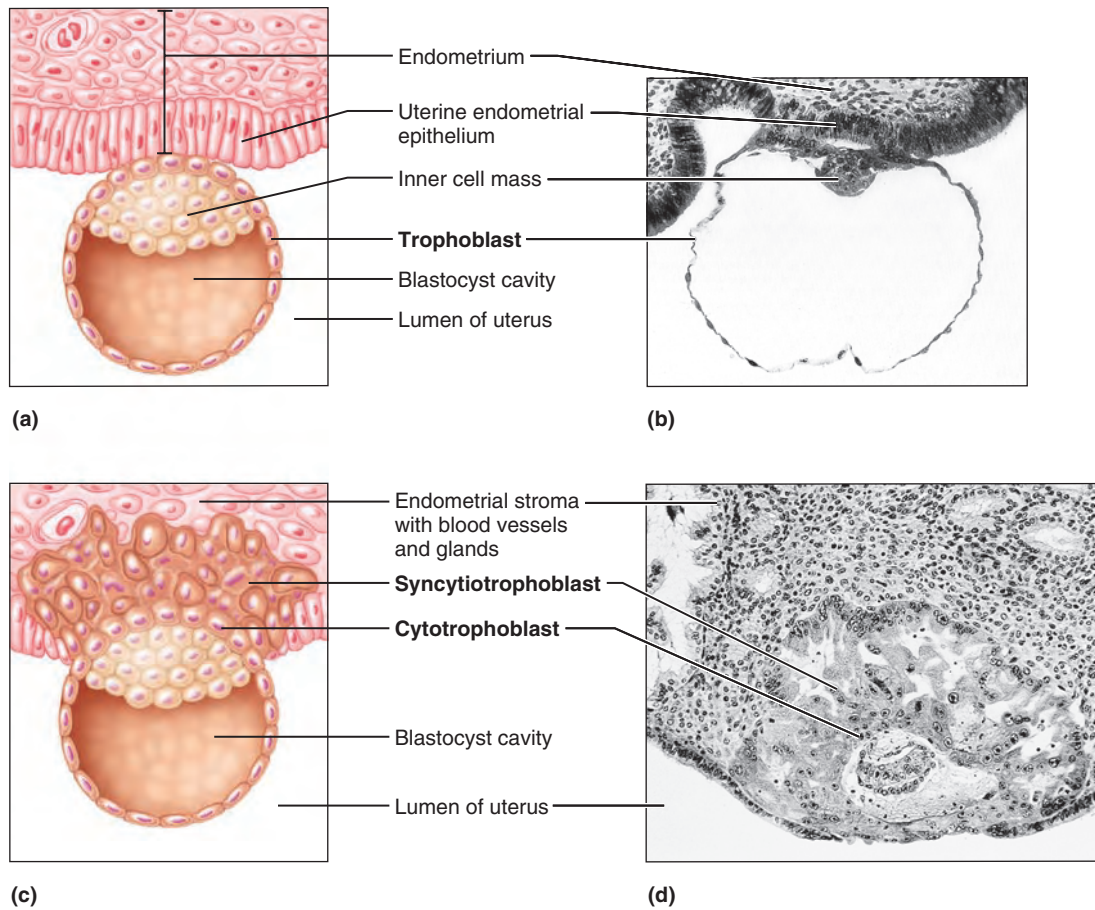 Endometrium
Uterine endometrial
epithelium
Inner cell mass
Trophoblast
Blastocyst cavity
Lumen of uterus
(a)
(b)
Endometrial stroma
with blood vessels
and glands
Syncytiotrophoblast
Cytotrophoblast
Blastocyst cavity
Lumen of uterus
(c)
(d)